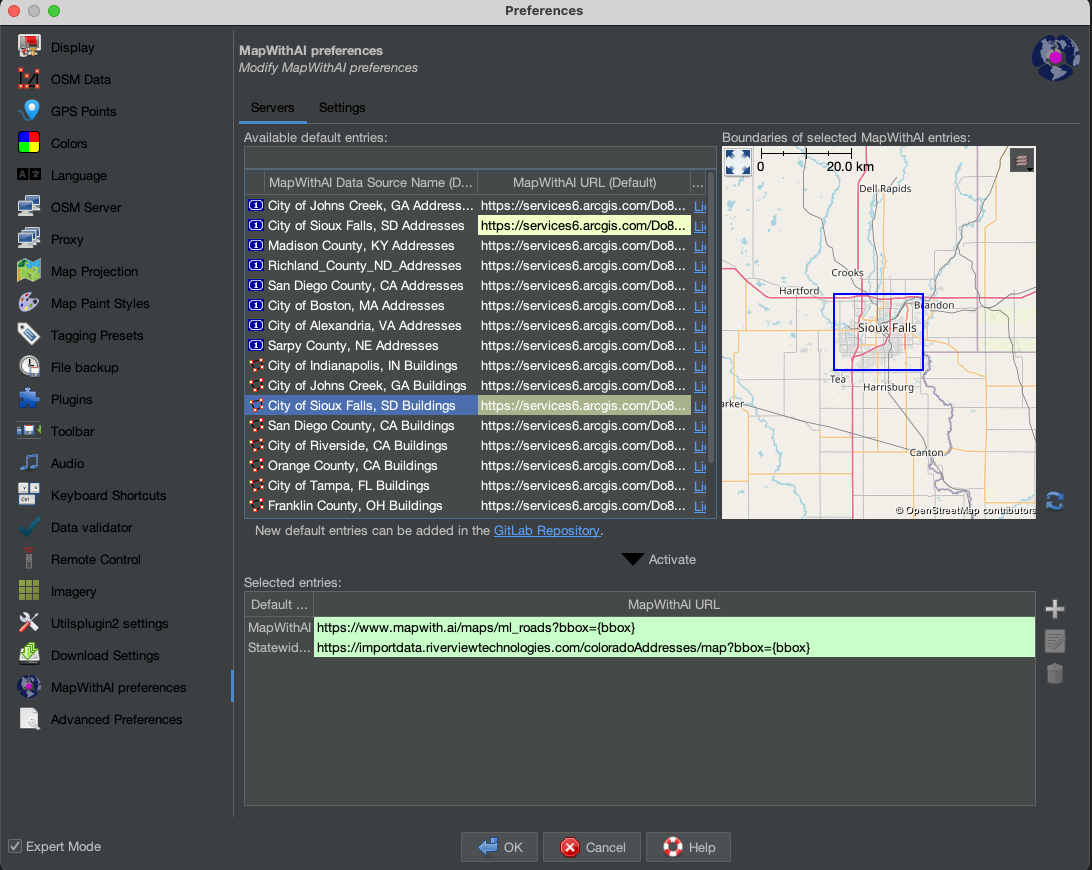 Preferences
Display
OSM Data
GPS Points
Colors
Language
OSM Server
Proxy
Map Projection
Map Paint Styles
Tagging Presets
File backup
Plugins
Toolbar
Audio
Keyboard Shortcuts
Data validator
Remote Control
Imagery
Utilsplugin2 settings
Download Settings
MapWithAI preferences
Advanced Preferences
MapWithAI preferences
Modify MapWithAI preferences
Servers Settings
Available default entries:
MapWithAI Data Source Name (D... MapWithAI URL (Default) ...
City of Johns Creek, GA Address... https://services6.arcgis.com/Do8... Li
City of Sioux Falls, SD Addresses https://services6.arcgis.com/Do8... Li
Madison County, KY Addresses https://services6.arcgis.com/Do8... Li
Richland_County_ND_Addresses https://services6.arcgis.com/Do8... Li
San Diego County, CA Addresses https://services6.arcgis.com/Do8... Li
City of Boston, MA Addresses https://services6.arcgis.com/Do8... Li
City of Alexandria, VA Addresses https://services6.arcgis.com/Do8... Li
Sarpy County, NE Addresses https://services6.arcgis.com/Do8... Li
City of Indianapolis, IN Buildings https://services6.arcgis.com/Do8... Li
City of Johns Creek, GA Buildings https://services6.arcgis.com/Do8... Li
City of Sioux Falls, SD Buildings https://services6.arcgis.com/Do8... Li
San Diego County, CA Buildings https://services6.arcgis.com/Do8... Li
City of Riverside, CA Buildings https://services6.arcgis.com/Do8... Li
Orange County, CA Buildings https://services6.arcgis.com/Do8... Li
City of Tampa, FL Buildings https://services6.arcgis.com/Do8... Li
Franklin County, OH Buildings https://services6.arcgis.com/Do8... Li
New default entries can be added in the GitLab Repository.
Boundaries of selected MapWithAI entries:
0 20.0 km
Dell Rapids
Crooks
Hartford
Brandon
Sioux Falls
Tea
Harrisburg
arker
Canton
© OpenStreetMap contributors
Activate
Selected entries:
Default ... MapWithAI URL
MapWithAI https://www.mapwith.ai/maps/ml_roads?bbox={bbox}
Statewid... https://importdata.riverviewtechnologies.com/coloradoAddresses/map?bbox={bbox}
Expert Mode
OK Cancel Help